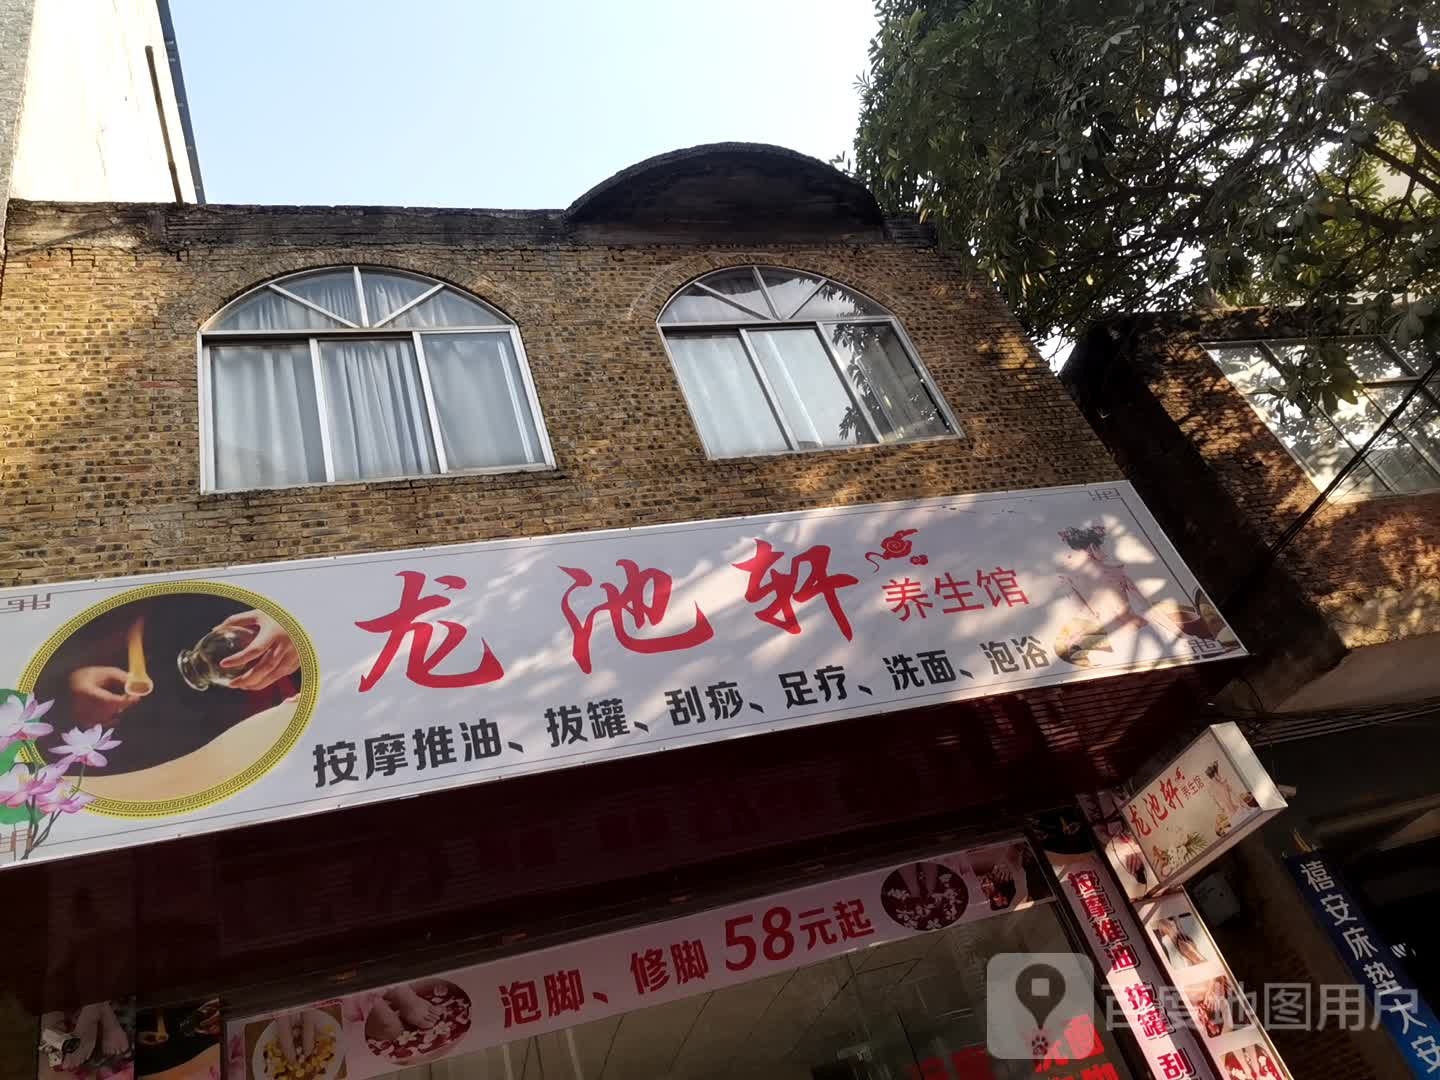 龙池轩 养生馆
按摩推油、拔罐、刮痧、足疗、洗面、泡浴
龙池轩 养生馆
泡脚、修脚58元起
按摩推油 拔罐 刮
禧安床垫大安
百度地图用户